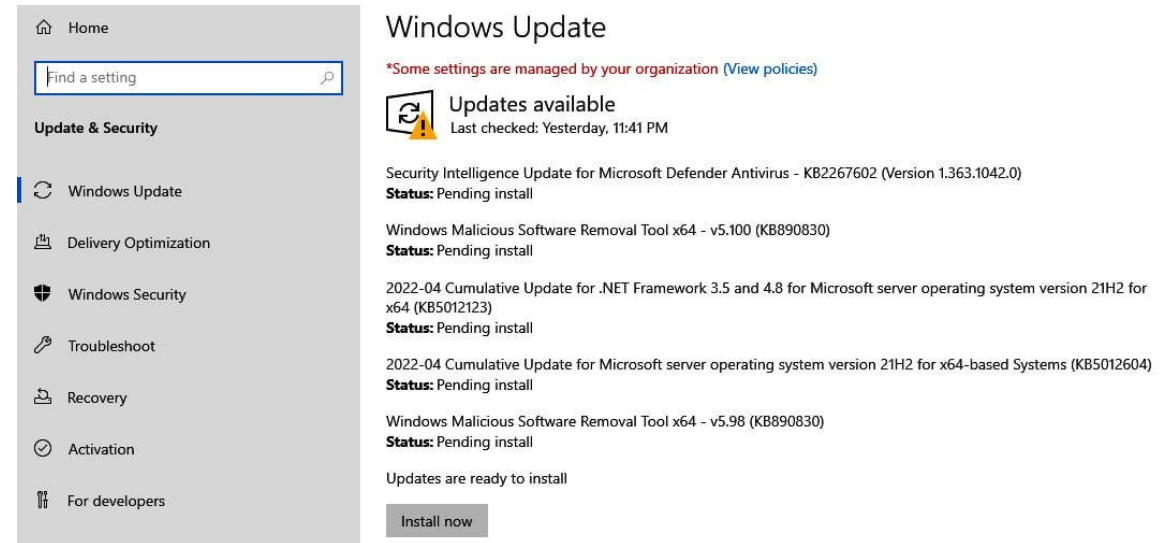 Home
Find a setting
Update & Security
Windows Update
Delivery Optimization
Windows Security
Troubleshoot
Recovery
Activation
For developers
Windows Update
*Some settings are managed by your organization (View policies)
Updates available
Last checked: Yesterday, 11:41 PM
Security Intelligence Update for Microsoft Defender Antivirus - KB2267602 (Version 1.363.1042.0)
Status: Pending install
Windows Malicious Software Removal Tool x64 - v5.100 (KB890830)
Status: Pending install
2022-04 Cumulative Update for .NET Framework 3.5 and 4.8 for Microsoft server operating system version 21H2 for
x64 (KB5012123)
Status: Pending install
2022-04 Cumulative Update for Microsoft server operating system version 21H2 for x64-based Systems (KB5012604)
Status: Pending install
Windows Malicious Software Removal Tool x64 - v5.98 (KB890830)
Status: Pending install
Updates are ready to install
Install now